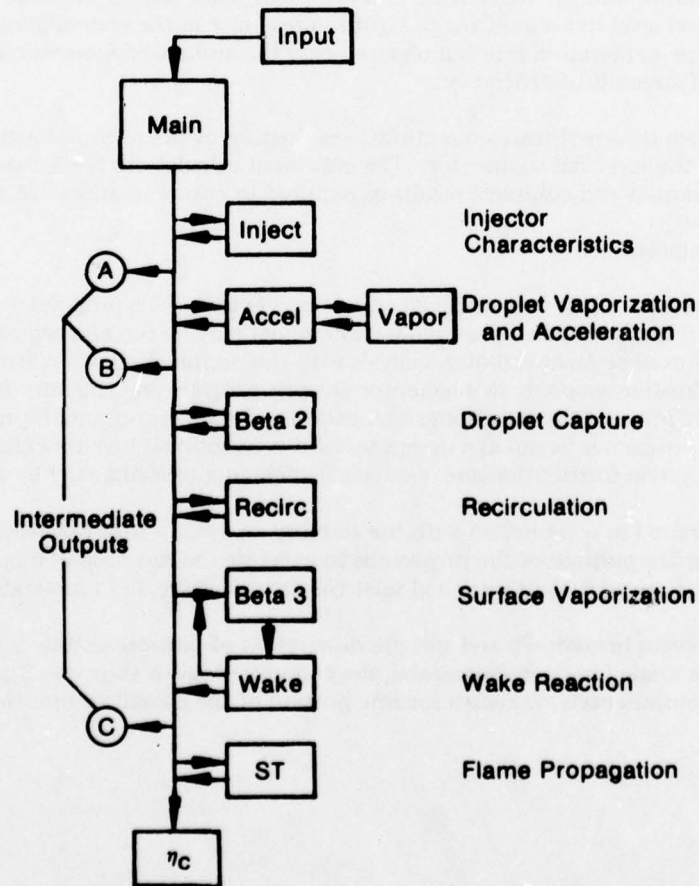 Input
Main
Inject
Injector
Characteristics
A
Accel
Vapor
Droplet Vaporization
and Acceleration
B
Beta 2
Droplet Capture
Recirc
Recirculation
Intermediate
Outputs
Beta 3
Surface Vaporization
Wake
Wake Reaction
C
ST
Flame Propagation
ηC